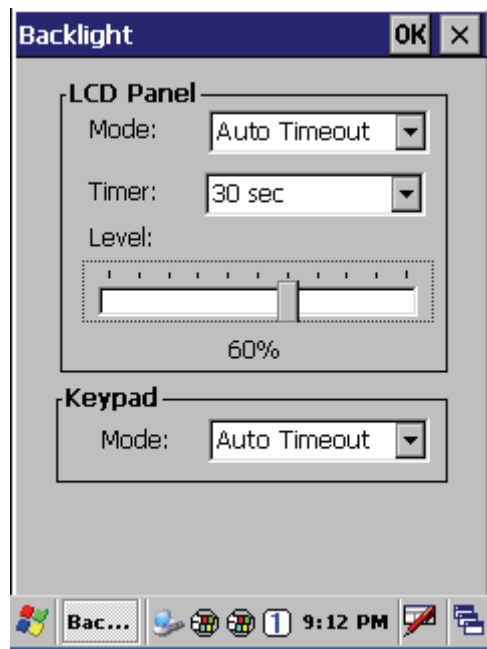 Backlight OK ×
LCD Panel
Mode: Auto Timeout
Timer: 30 sec
Level:
60%
Keypad
Mode: Auto Timeout
Bac... 1 9:12 PM